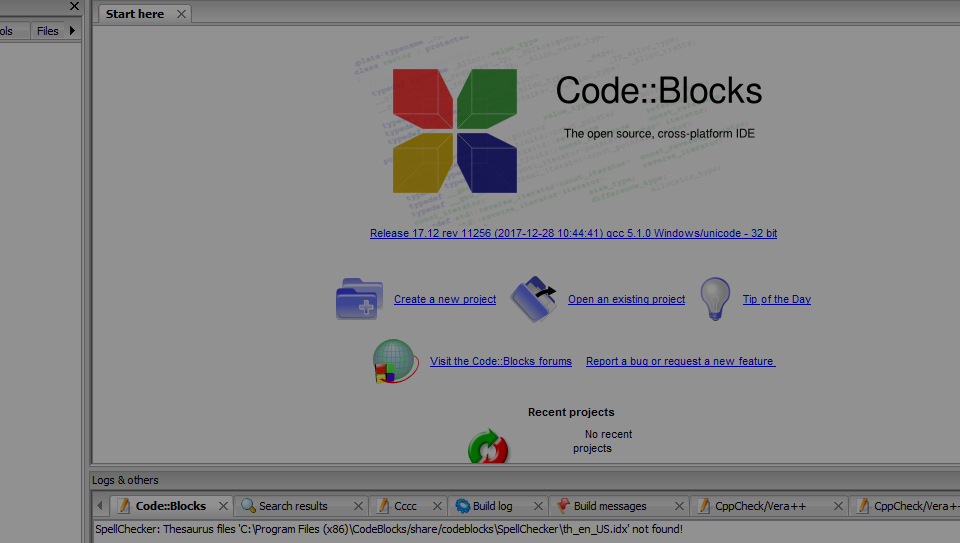 ols
Files
Start here
Code::Blocks
The open source, cross-platform IDE
Release 17.12 rev 11256 (2017-12-28 10:44:41) gcc 5.1.0 Windows/unicode - 32 bit
Create a new project
Open an existing project
Tip of the Day
Visit the Code::Blocks forums
Report a bug or request a new feature
Recent projects
No recent
projects
Logs & others
Code::Blocks
Search results
Cccc
Build log
Build messages
CppCheck/Vera++
CppCheck/Vera+
SpellChecker: Thesaurus files 'C:\Program Files (x86)\CodeBlocks/share/codeblocks\SpellChecker\th_en_US.idx' not found!